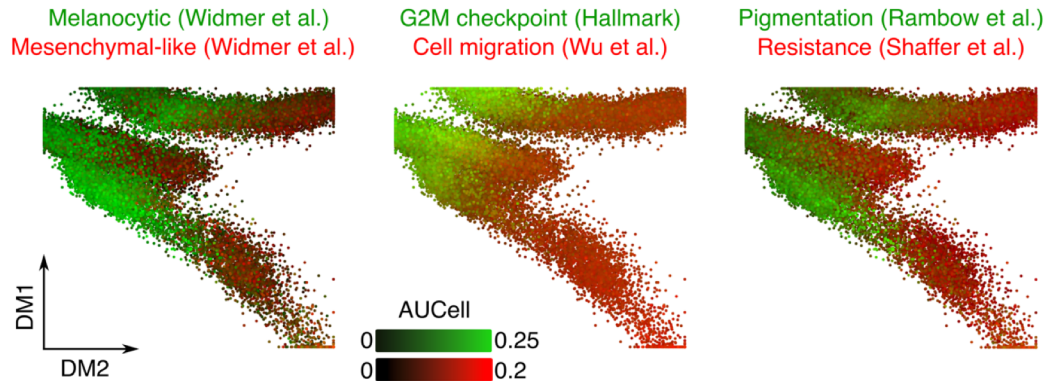 Melanocytic (Widmer et al.)
Mesenchymal-like (Widmer et al.)
G2M checkpoint (Hallmark)
Cell migration (Wu et al.)
Pigmentation (Rambow et al.)
Resistance (Shaffer et al.)
DM1
DM2
AUCell
0 0.25
0 0.2